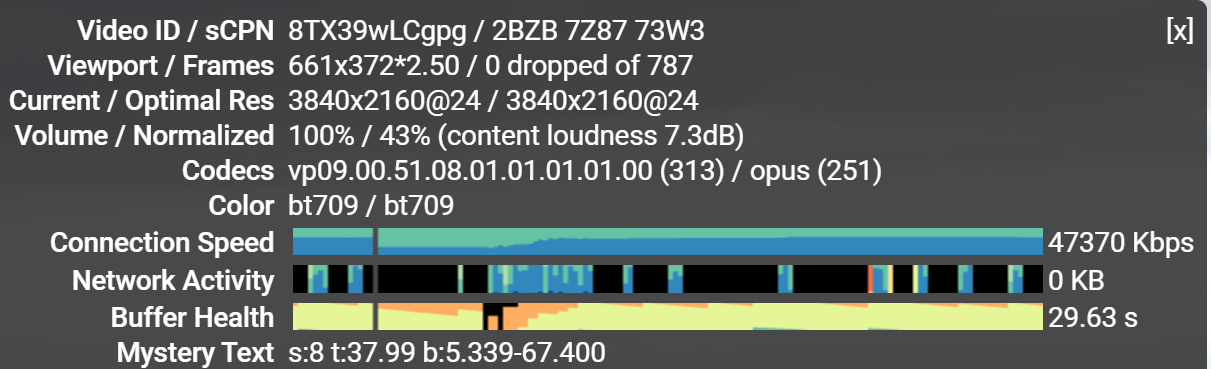 Video ID / sCPN 8TX39wLCgpg / 2BZB 7Z87 73W3 [x]
Viewport / Frames 661x372*2.50 / 0 dropped of 787
Current / Optimal Res 3840x2160@24 / 3840x2160@24
Volume / Normalized 100% / 43% (content loudness 7.3dB)
Codecs vp09.00.51.08.01.01.01.01.00 (313) / opus (251)
Color bt709 / bt709
Connection Speed 47370 Kbps
Network Activity 0 KB
Buffer Health 29.63 s
Mystery Text s:8 t:37.99 b:5.339-67.400